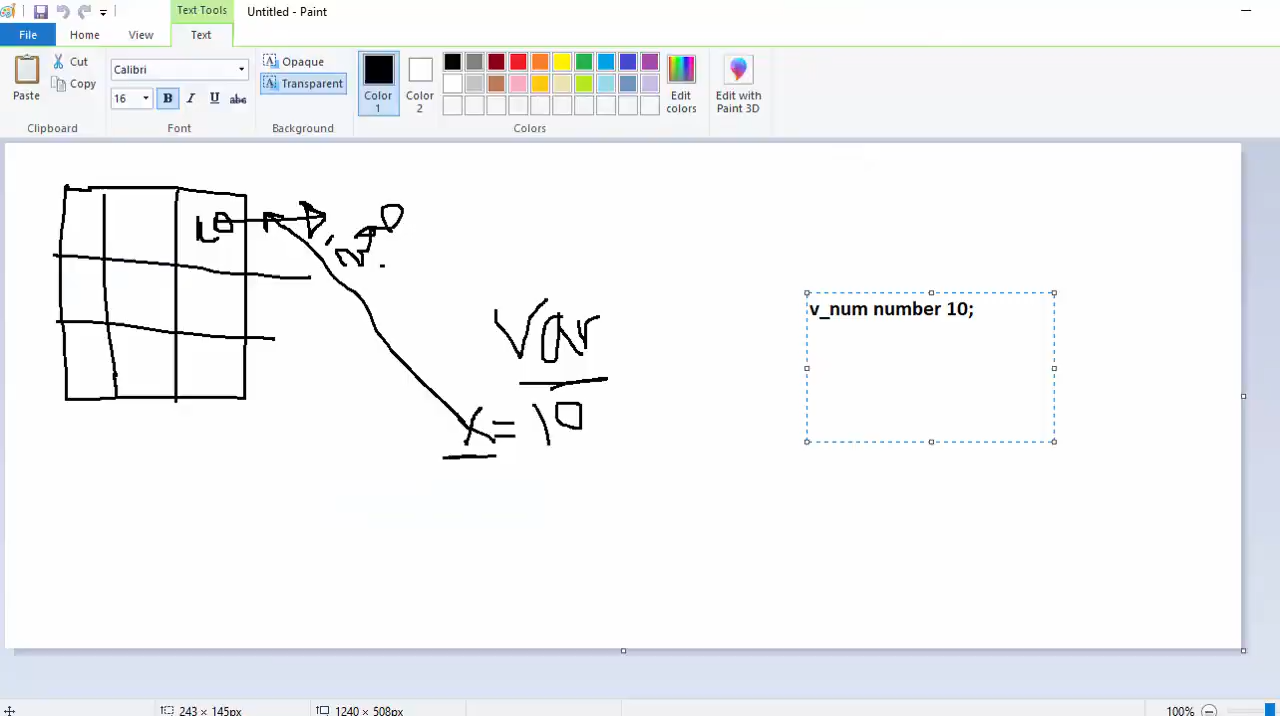 Text Tools
Untitled - Paint
File
Home
View
Text
Paste
Cut
Copy
Clipboard
Calibri
16
B
I
U
abc
Font
Opaque
Transparent
Background
Color
1
Color
2
Edit
colors
Colors
Edit with
Paint 3D
10
Var
x = 10
v_num number 10;
243 × 145px
1240 × 508px
100%